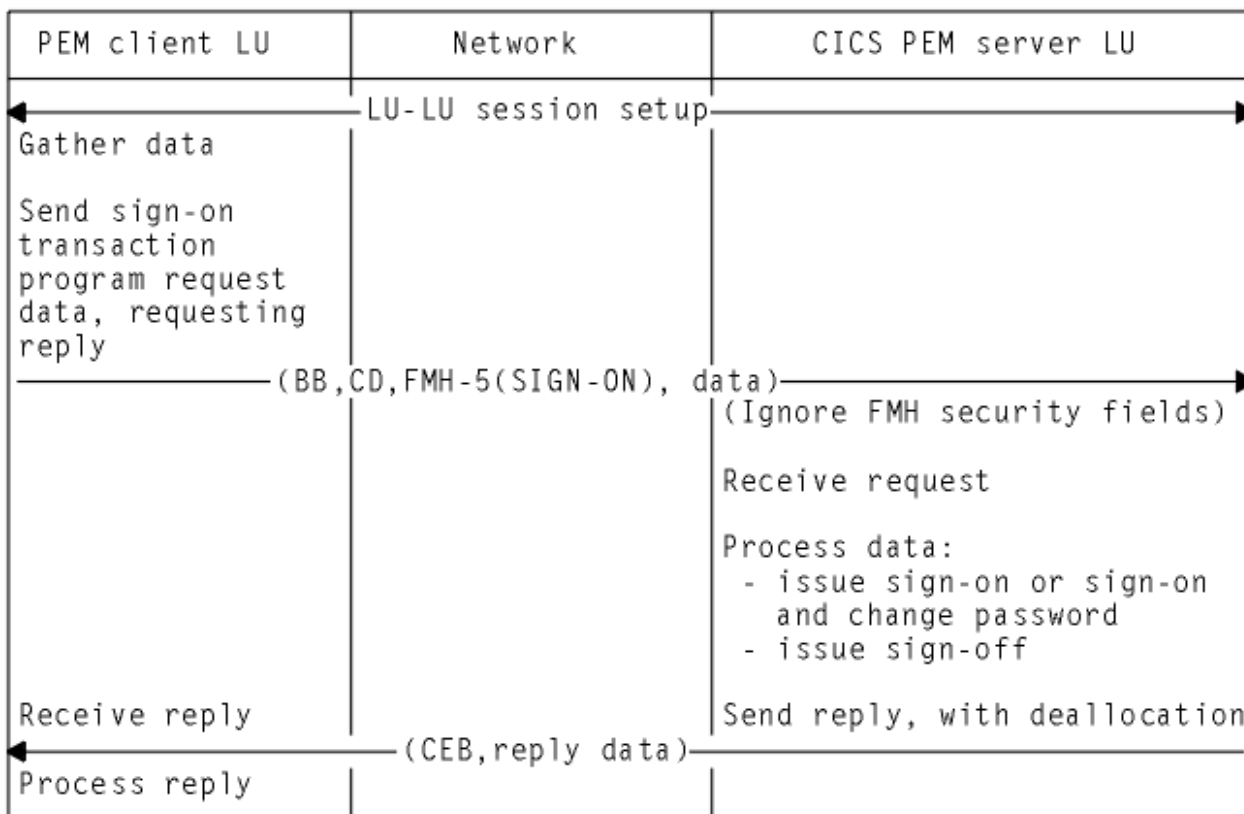 PEM client LU
Network
CICS PEM server LU
LU-LU session setup
Gather data
Send sign-on
transaction
program request
data, requesting
reply
(BB,CD,FMH-5(SIGN-ON), data)
(Ignore FMH security fields)
Receive request
Process data:
- issue sign-on or sign-on
and change password
- issue sign-off
Receive reply
Send reply, with deallocation
(CEB,reply data)
Process reply